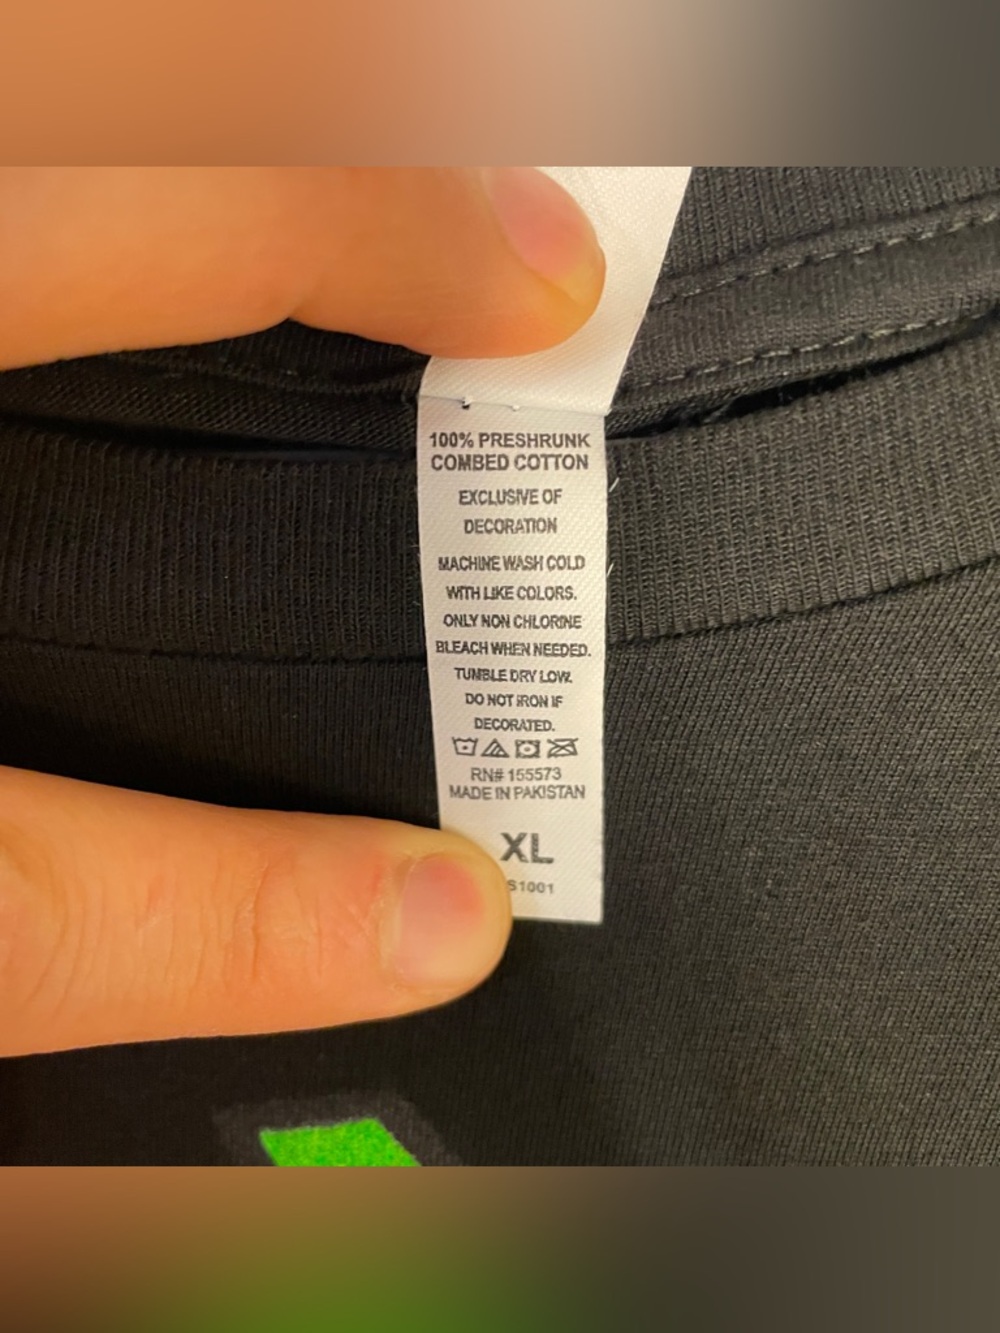 100% PRESHRUNK
COMBED COTTON
EXCLUSIVE OF
DECORATION
MACHINE WASH COLD
WITH LIKE COLORS.
ONLY NON CHLORINE
BLEACH WHEN NEEDED.
TUMBLE DRY LOW.
DO NOT IRON IF
DECORATED.
RN# 155573
MADE IN PAKISTAN
XL
S1001